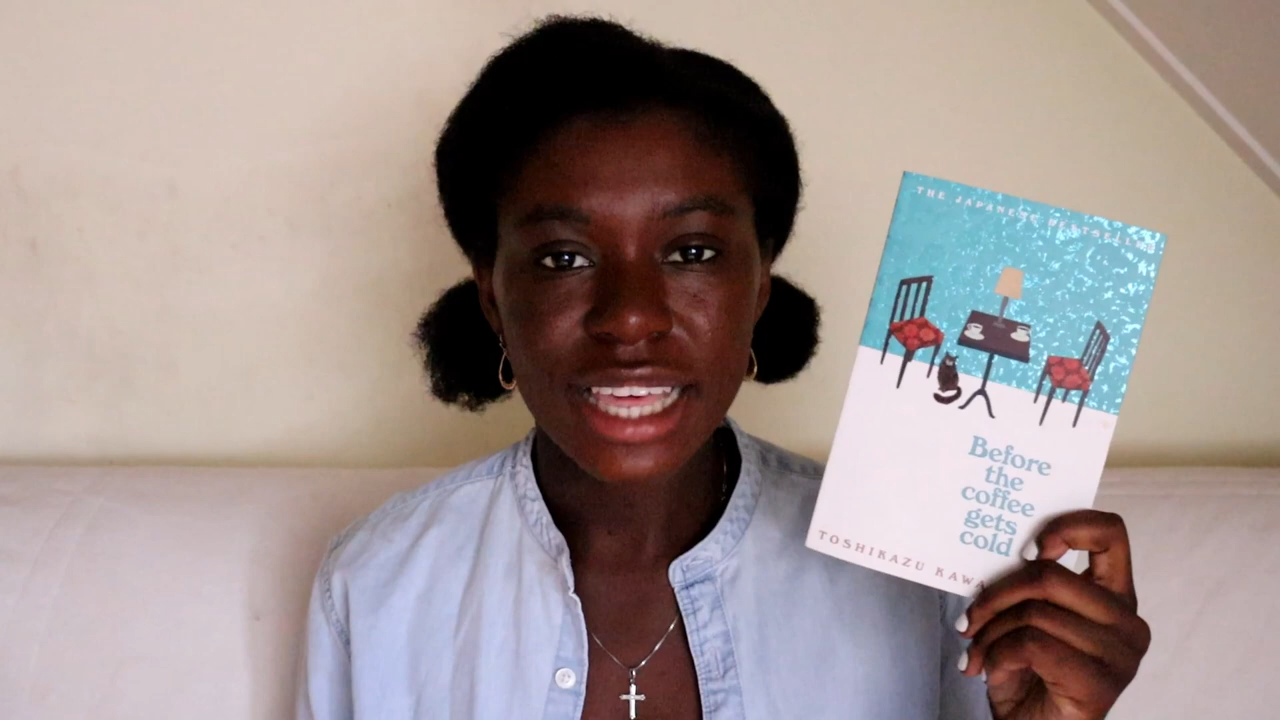 THE JAPANESE BESTSELLER
Before
the
coffee
gets
cold
TOSHIKAZU KAWA